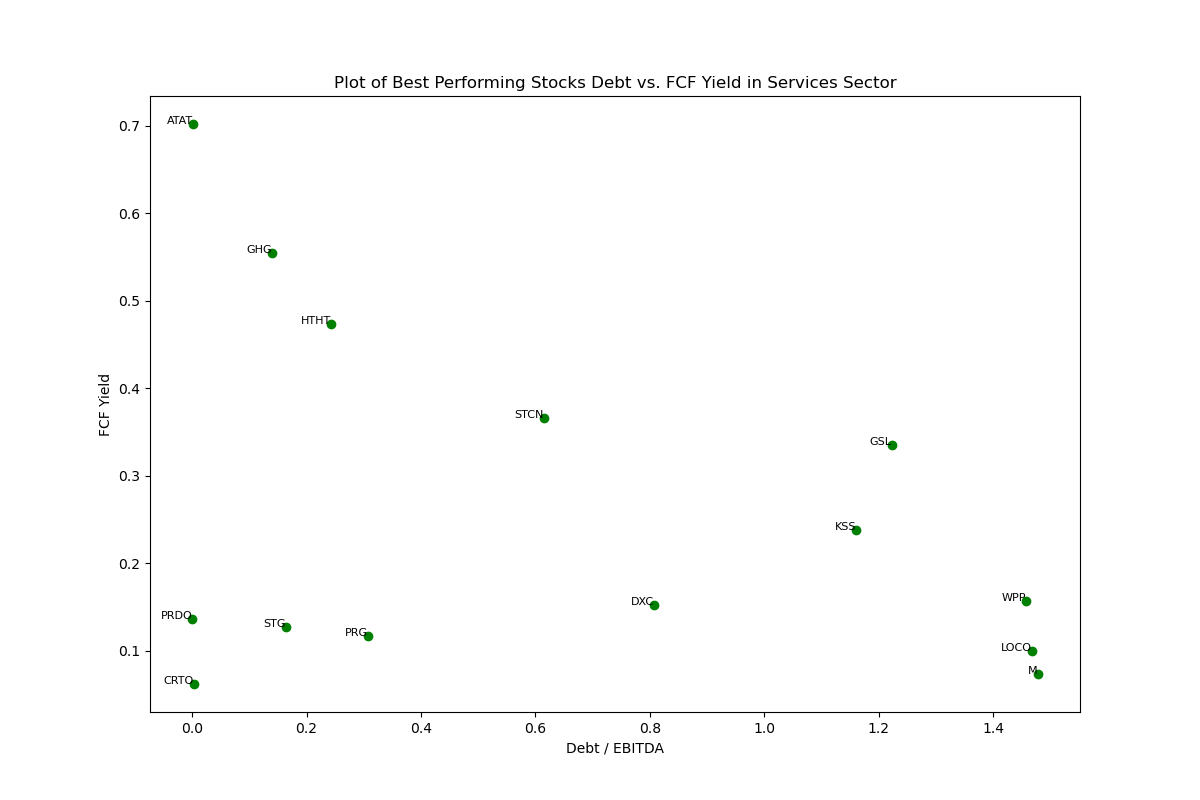 Plot of Best Performing Stocks Debt vs. FCF Yield in Services Sector
0.7
ATAT
0.6
GHG
0.5
HTHT
FCF Yield
0.4
STCN
GSL
0.3
KSS
0.2
DXC
WPP
PRDO
STG
PRG
LOCO
0.1
M
CRTO
0.0 0.2 0.4 0.6 0.8 1.0 1.2 1.4
Debt / EBITDA